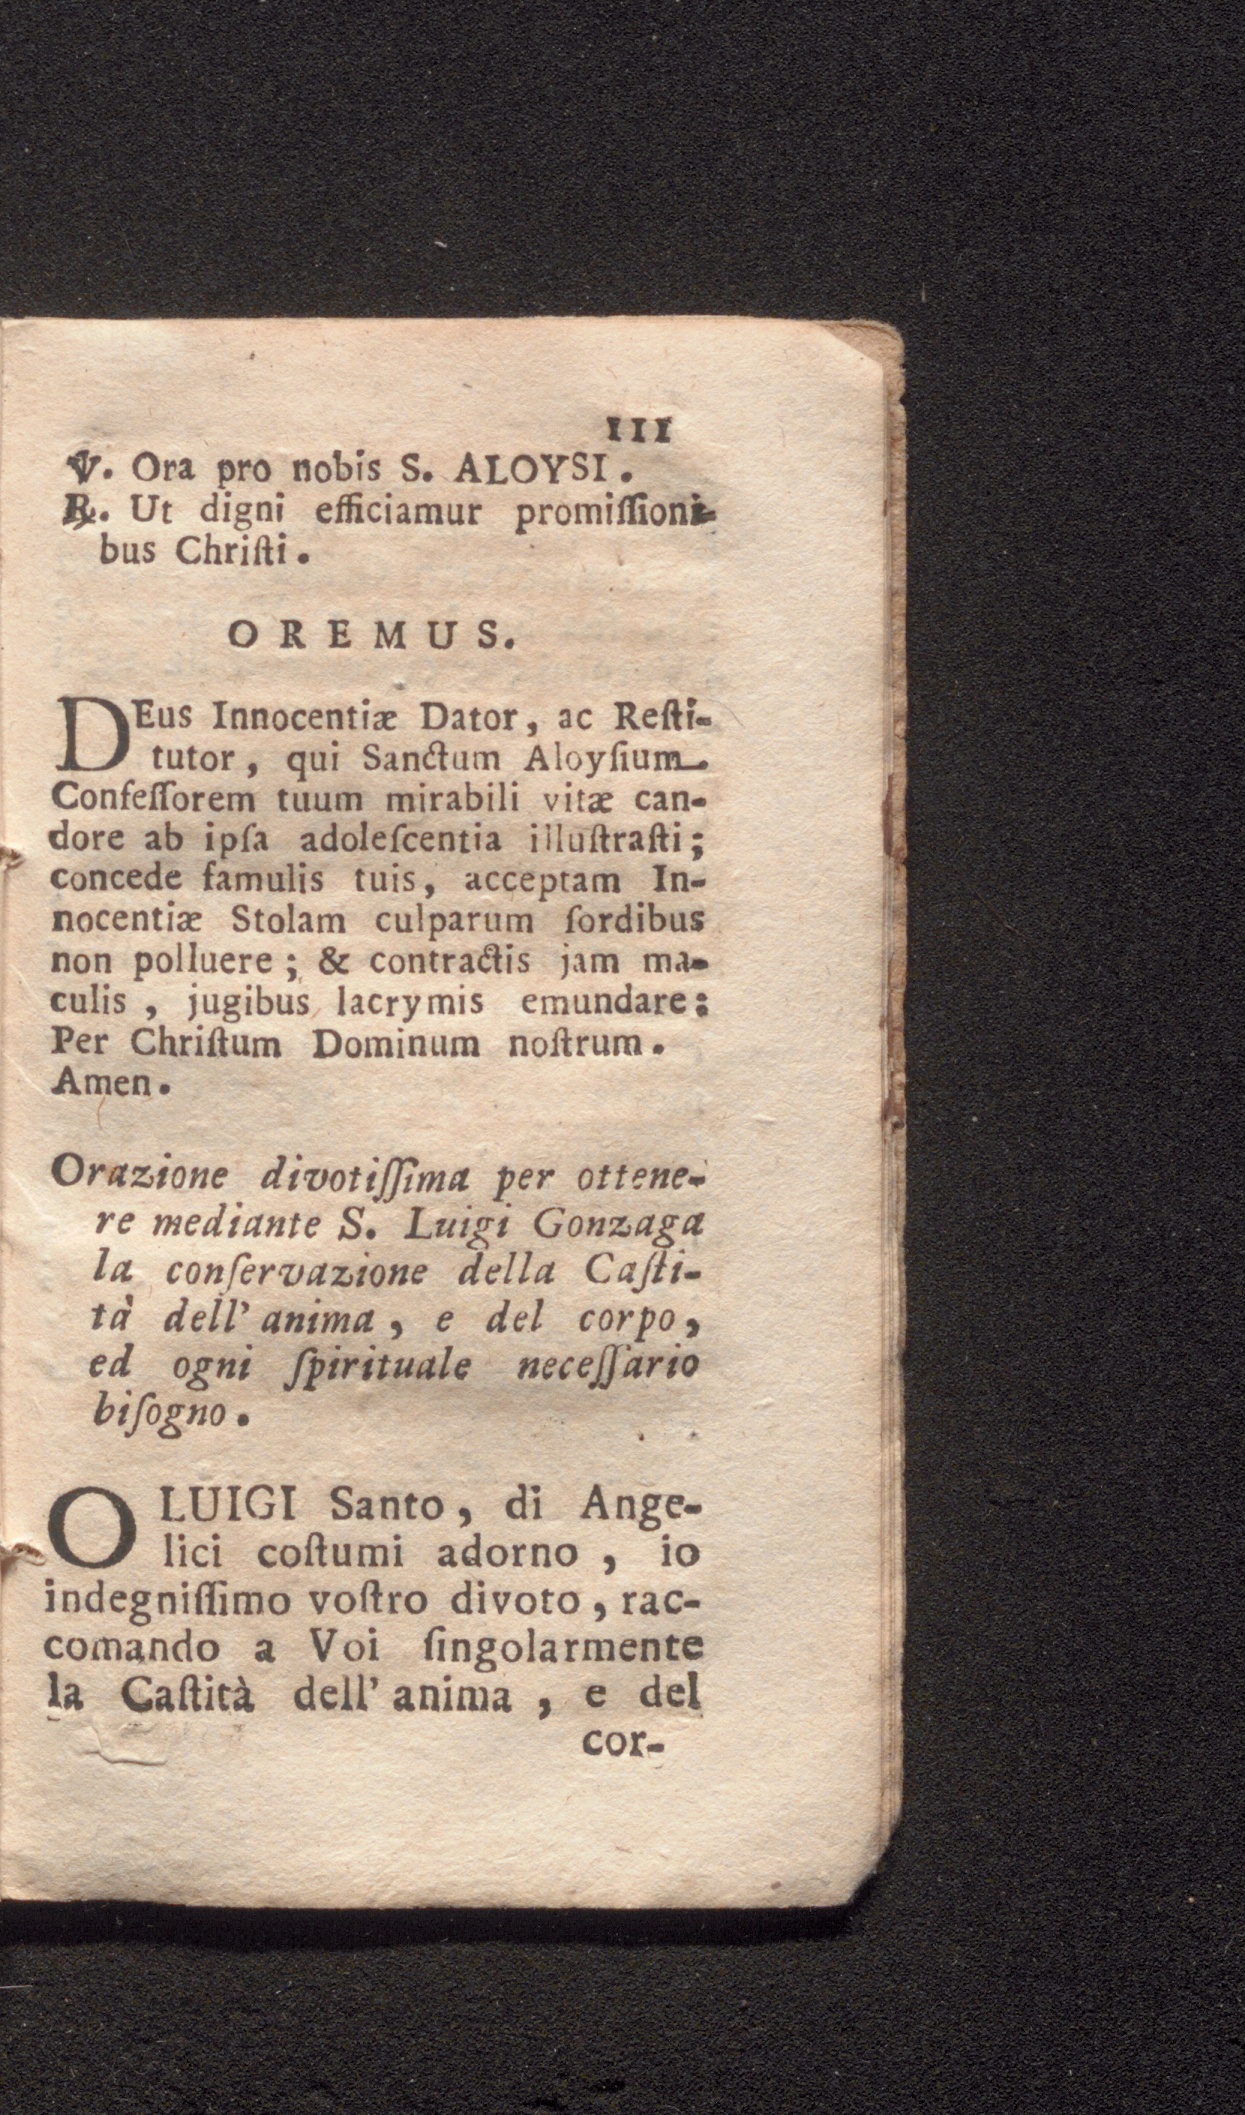 111
℣. Ora pro nobis S. ALOYSI.
℟. Ut digni efficiamur promiſſioni-
bus Chriſti.
OREMUS.
DEus Innocentiæ Dator, ac Reſti-
tutor, qui Sanctum Aloyſium
Confeſſorem tuum mirabili vitæ can-
dore ab ipſa adoleſcentia illuſtraſti;
concede famulis tuis, acceptam In-
nocentiæ Stolam culparum ſordibus
non polluere; & contractis jam ma-
culis, jugibus lacrymis emundare:
Per Chriſtum Dominum noſtrum.
Amen.
Orazione divotiſſima per ottene-
re mediante S. Luigi Gonzaga
la conſervazione della Caſti-
tà dell' anima, e del corpo,
ed ogni ſpirituale neceſſario
biſogno.
O LUIGI Santo, di Ange-
lici coſtumi adorno, io
indegniſſimo voſtro divoto, rac-
comando a Voi ſingolarmente
la Caſtità dell' anima, e del
cor-